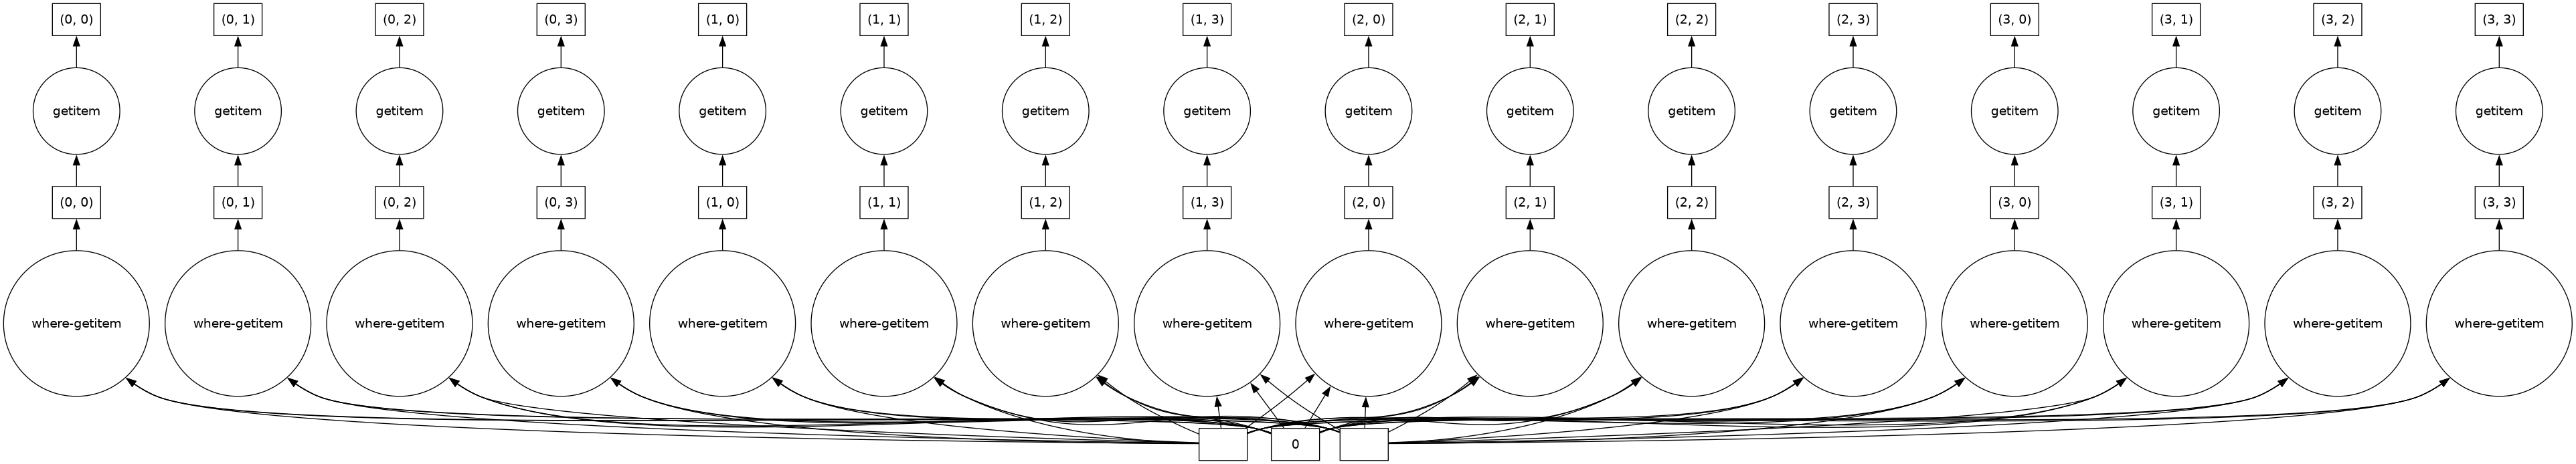 (0, 0) (0, 1) (0, 2) (0, 3) (1, 0) (1, 1) (1, 2) (1, 3) (2, 0) (2, 1) (2, 2) (2, 3) (3, 0) (3, 1) (3, 2) (3, 3)
getitem getitem getitem getitem getitem getitem getitem getitem getitem getitem getitem getitem getitem getitem getitem getitem
(0, 0) (0, 1) (0, 2) (0, 3) (1, 0) (1, 1) (1, 2) (1, 3) (2, 0) (2, 1) (2, 2) (2, 3) (3, 0) (3, 1) (3, 2) (3, 3)
where-getitem where-getitem where-getitem where-getitem where-getitem where-getitem where-getitem where-getitem where-getitem where-getitem where-getitem where-getitem where-getitem where-getitem where-getitem where-getitem
0